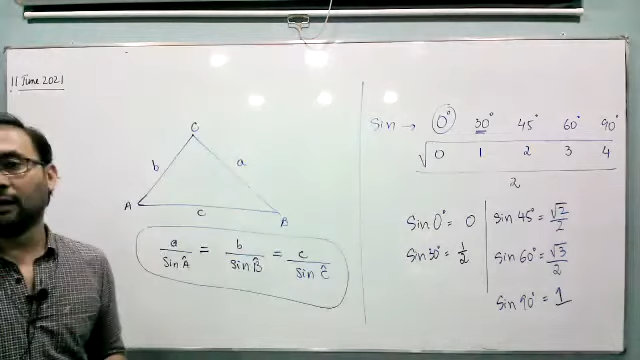 11 June 2021
C
b a
A c B
a/Sin Â = b/Sin B̂ = c/Sin Ĉ
Sin → 0° 30° 45° 60° 90°
√ 0 1 2 3 4
2
Sin 0° = 0
Sin 30° = 1/2
Sin 45° = √2/2
Sin 60° = √3/2
Sin 90° = 1